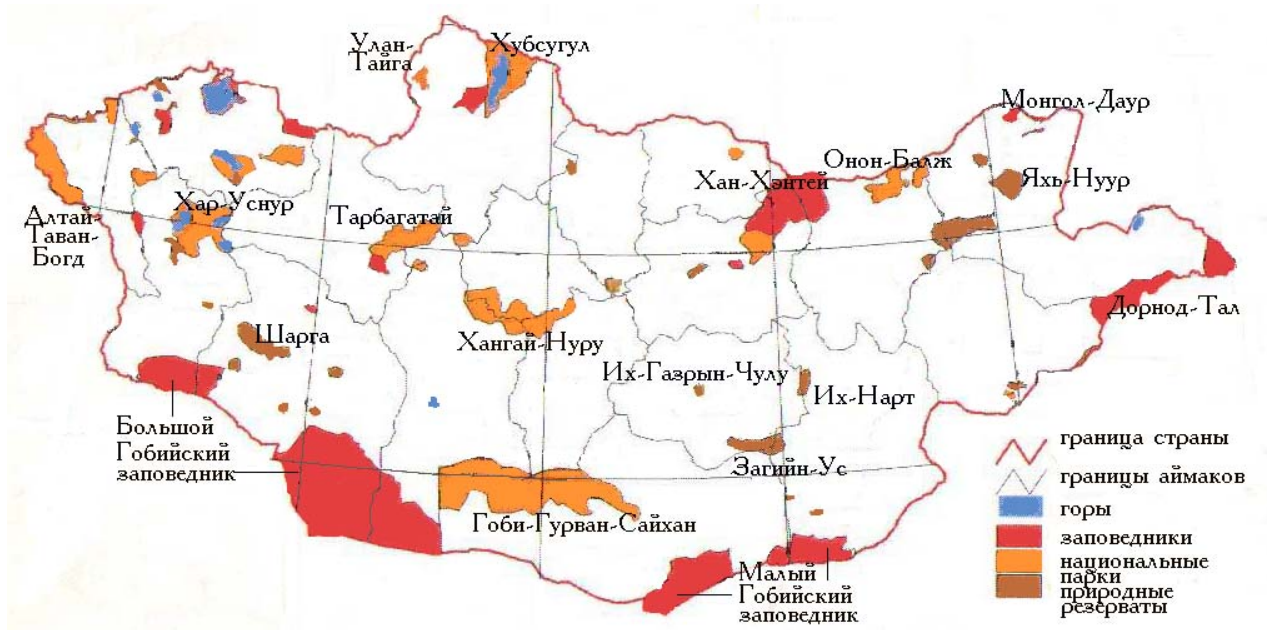 Улан-
Тайга
Хубсугул
Монгол-Даур
Онон-Балж
Хан-Хэнтей
Яхь-Нуур
Хар-Уснур
Тарбагатай
Алтай-
Таван-
Богд
Дорнод-Тал
Шарга
Хангай-Нуру
Их-Газрын-Чулу
Их-Нарт
Большой
Гобийский
заповедник
Загийн-Ус
Гоби-Гурван-Сайхан
Малый
Гобийский
заповедник
граница страны
границы аймаков
горы
заповедники
национальные
парки
природные
резерваты